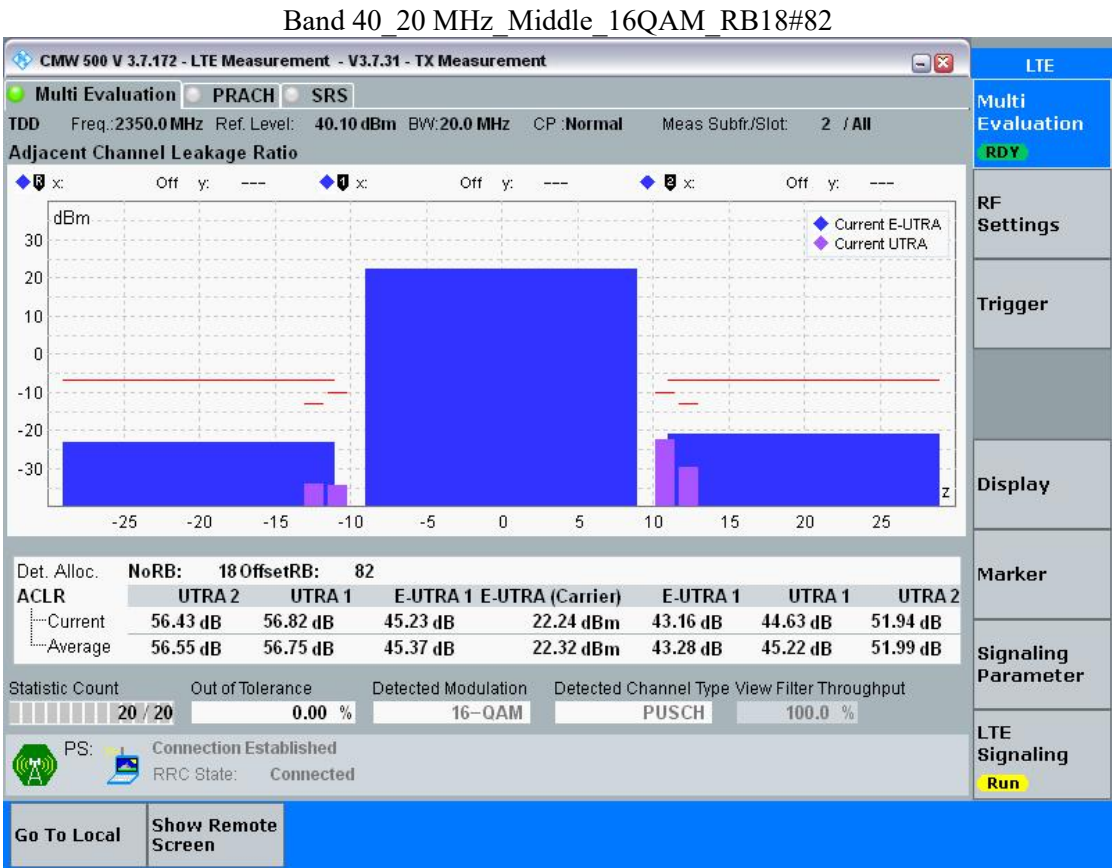 Band 40_20 MHz_Middle_16QAM_RB18#82
CMW 500 V 3.7.172 - LTE Measurement - V3.7.31 - TX Measurement
LTE
Multi Evaluation PRACH SRS
Multi Evaluation
RDY
TDD Freq.:2350.0 MHz Ref. Level: 40.10 dBm BW:20.0 MHz CP :Normal Meas Subfr./Slot: 2 / All
Adjacent Channel Leakage Ratio
R x: Off y: --- 1 x: Off y: --- 2 x: Off y: ---
dBm
Current E-UTRA
Current UTRA
30
20
10
0
-10
-20
-30
z
-25 -20 -15 -10 -5 0 5 10 15 20 25
RF Settings
Trigger
Display
Marker
Signaling Parameter
LTE Signaling
Run
Det. Alloc. NoRB: 18 OffsetRB: 82
ACLR UTRA 2 UTRA 1 E-UTRA 1 E-UTRA (Carrier) E-UTRA 1 UTRA 1 UTRA 2
Current 56.43 dB 56.82 dB 45.23 dB 22.24 dBm 43.16 dB 44.63 dB 51.94 dB
Average 56.55 dB 56.75 dB 45.37 dB 22.32 dBm 43.28 dB 45.22 dB 51.99 dB
Statistic Count Out of Tolerance Detected Modulation Detected Channel Type View Filter Throughput
20 / 20 0.00 % 16-QAM PUSCH 100.0 %
PS: Connection Established
RRC State: Connected
Go To Local Show Remote Screen